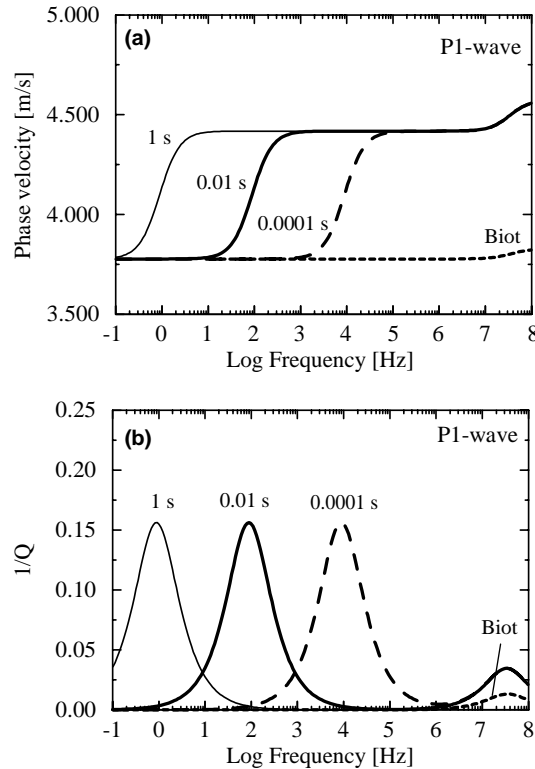 (a)
P1-wave
Phase velocity [m/s]
5.000
4.500
4.000
3.500
1 s
0.01 s
0.0001 s
Biot
-1 0 1 2 3 4 5 6 7 8
Log Frequency [Hz]
(b)
P1-wave
1/Q
0.25
0.20
0.15
0.10
0.05
0.00
1 s
0.01 s
0.0001 s
Biot
-1 0 1 2 3 4 5 6 7 8
Log Frequency [Hz]